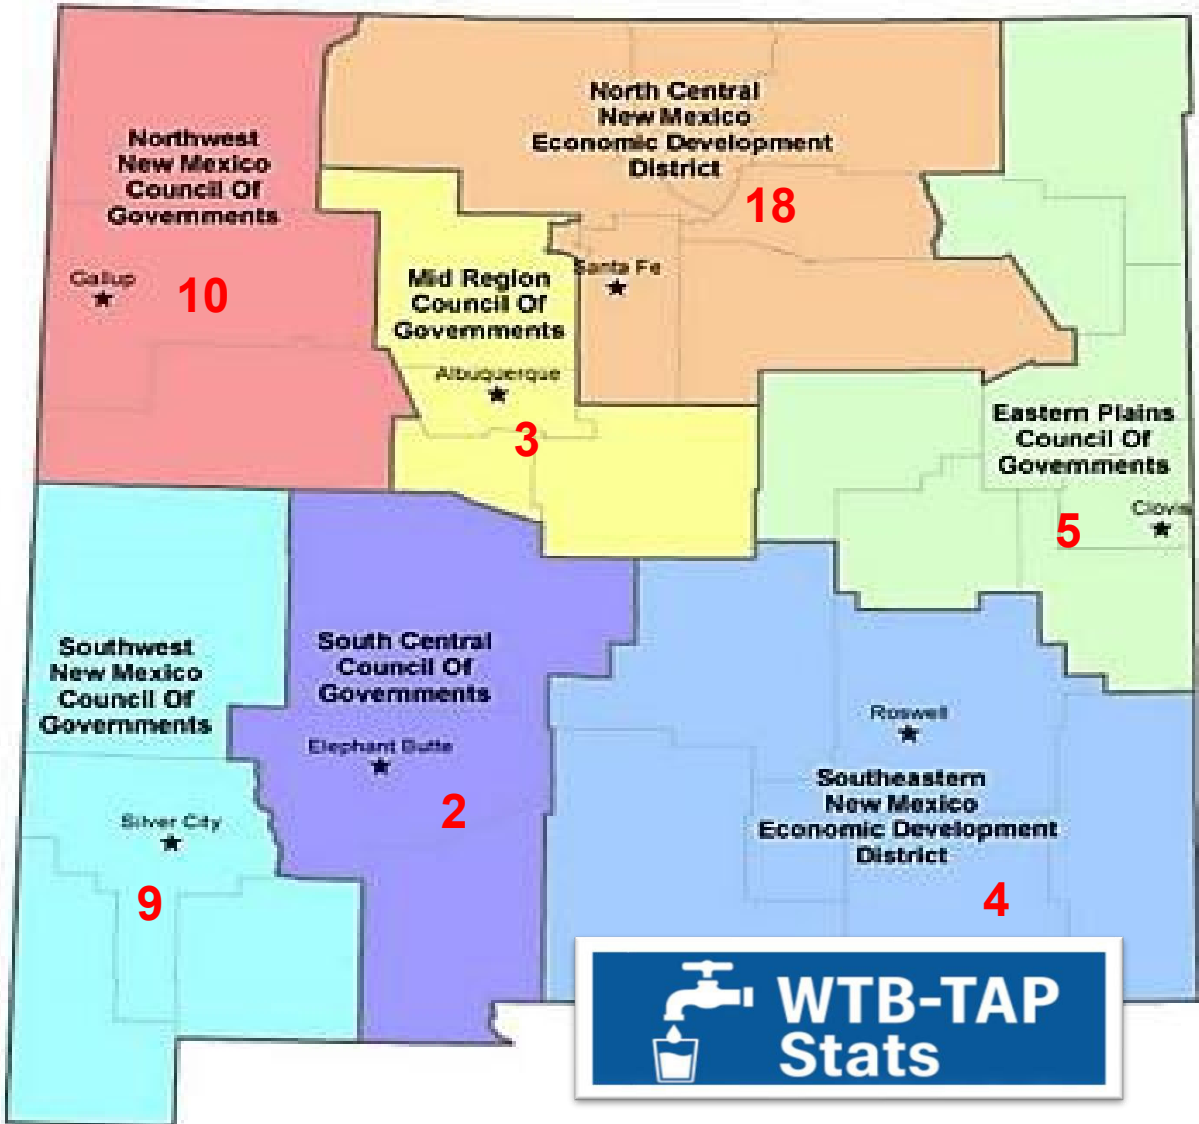 North Central
New Mexico
Economic Development
District
18
Northwest
New Mexico
Council Of
Governments
Gallup
10
Santa Fe
Mid Region
Council Of
Governments
Albuquerque
3
Eastern Plains
Council Of
Governments
Clovis
5
Southwest
New Mexico
Council Of
Governments
Silver City
9
South Central
Council Of
Governments
Elephant Butte
2
Roswell
Southeastern
New Mexico
Economic Development
District
4
WTB-TAP
Stats